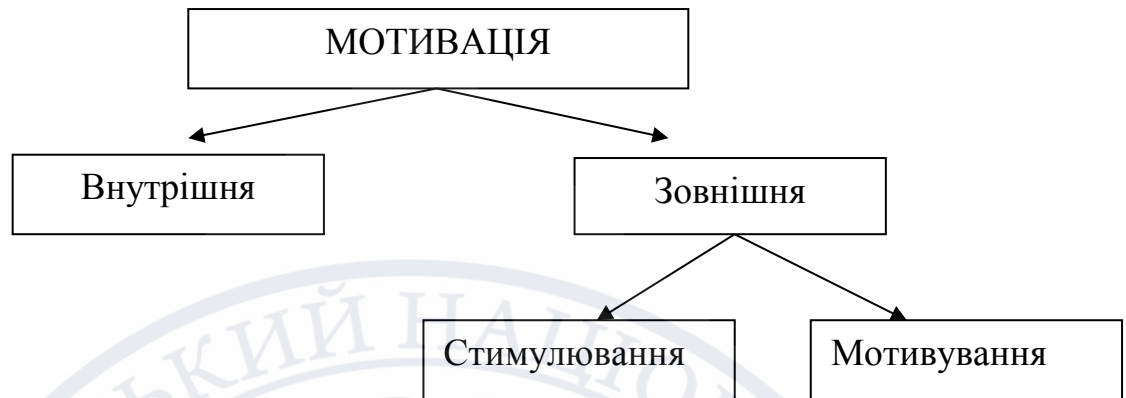 МОТИВАЦІЯ
Внутрішня
Зовнішня
Стимулювання
Мотивування